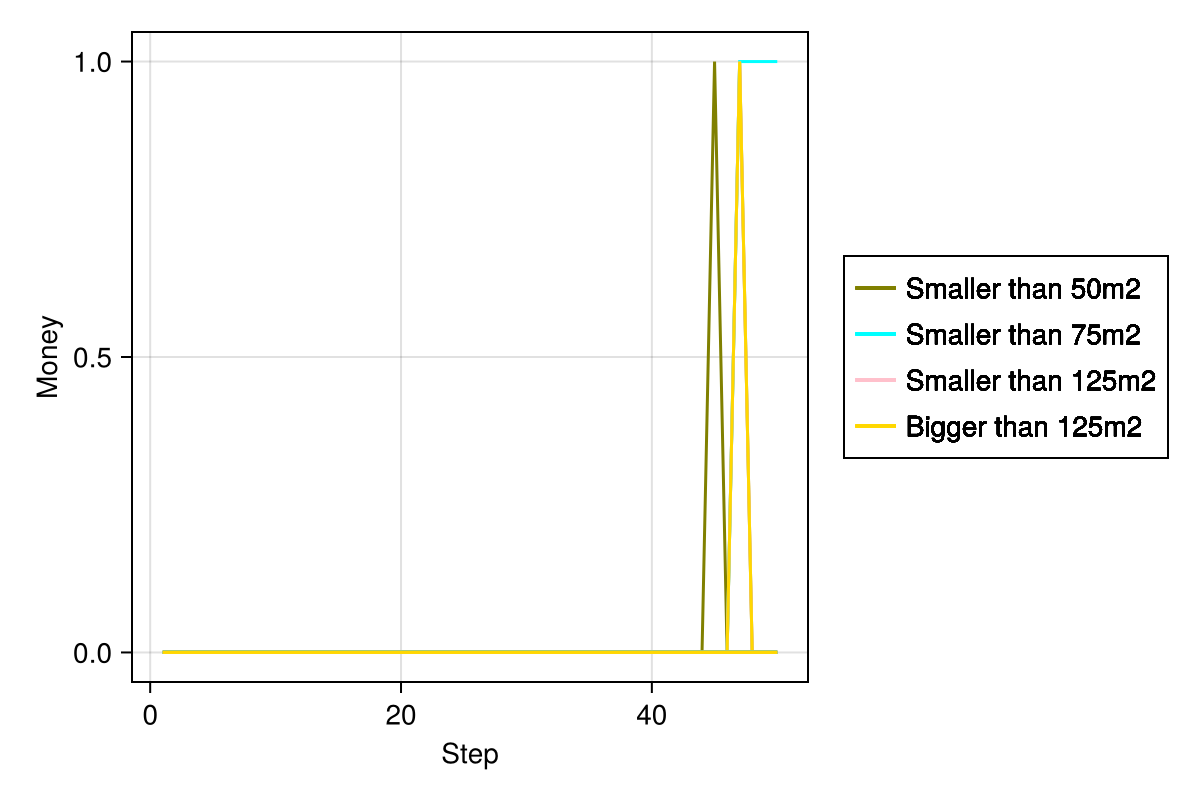 1.0
0.5
0.0
Money
0
20
40
Step
Smaller than 50m2
Smaller than 75m2
Smaller than 125m2
Bigger than 125m2